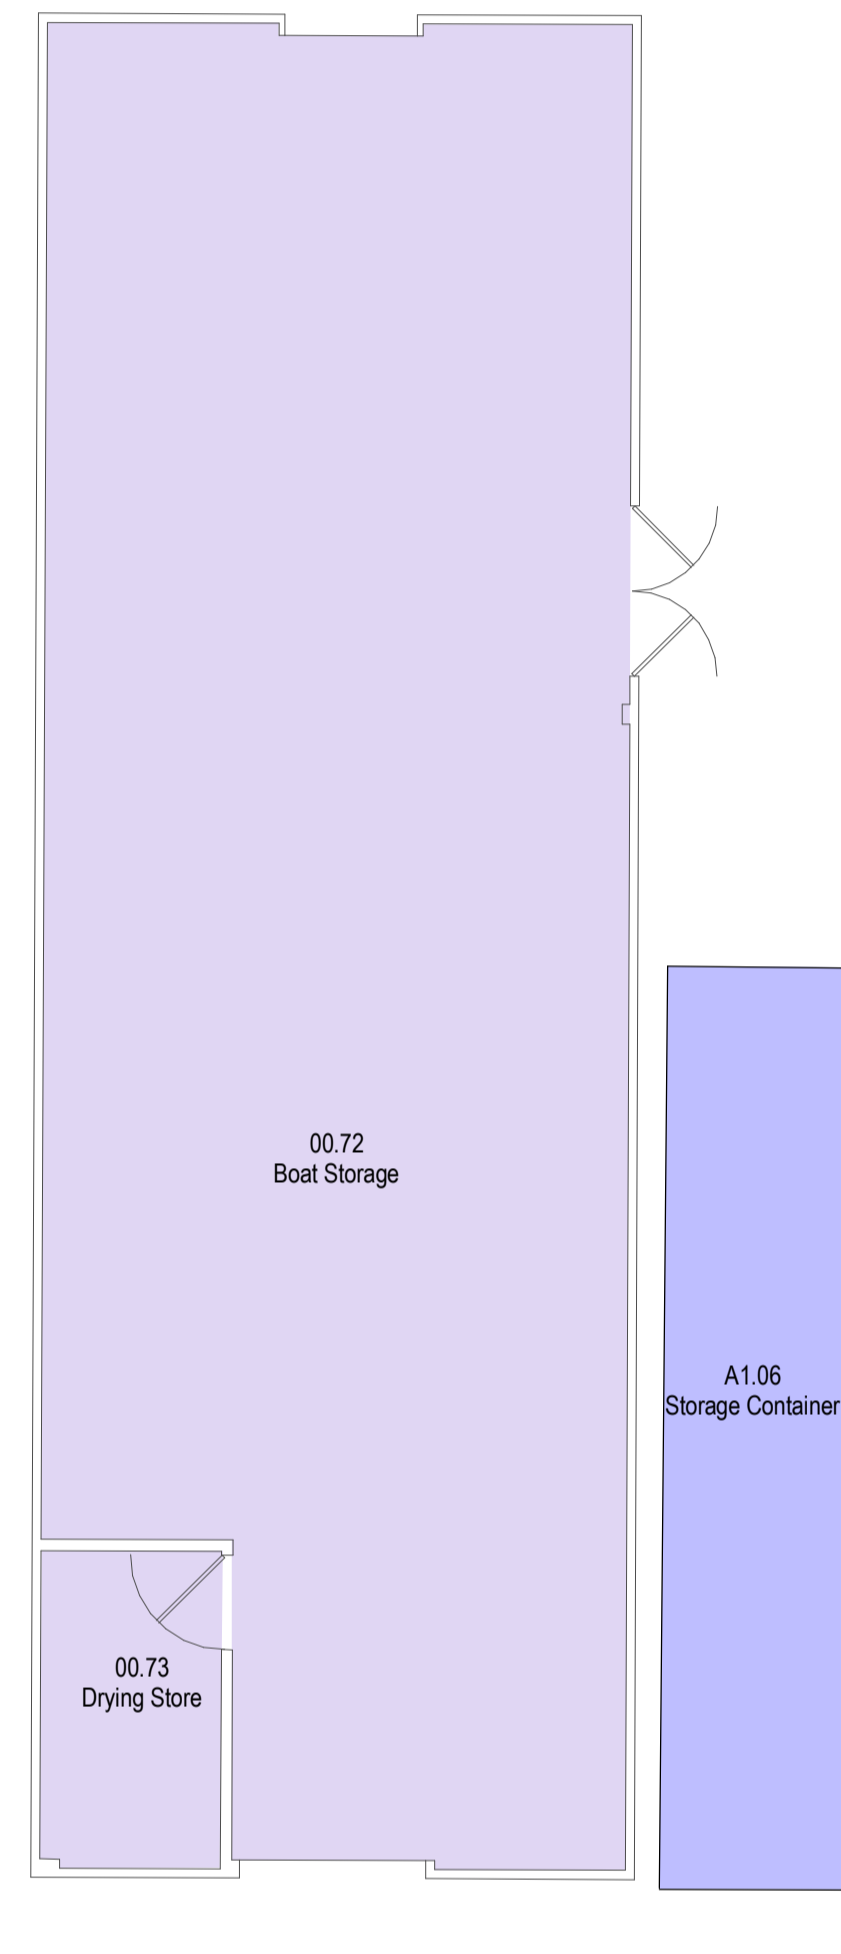 00.72
Boat Storage
A1.06
Storage Container
00.73
Drying Store